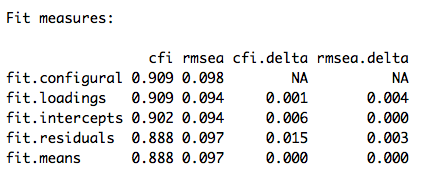 Fit measures:
cfi rmsea cfi.delta rmsea.delta
fit.configural 0.909 0.098 NA NA
fit.loadings 0.909 0.094 0.001 0.004
fit.intercepts 0.902 0.094 0.006 0.000
fit.residuals 0.888 0.097 0.015 0.003
fit.means 0.888 0.097 0.000 0.000